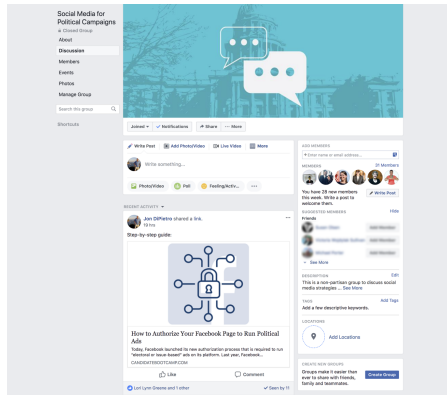 Social Media for
Political Campaigns
Closed Group
About
Discussion
Members
Events
Photos
Manage Group
Search this group
Shortcuts
Joined
Notifications
Share
More
Write Post
Add Photo/Video
Live Video
More
Write something...
Photo/Video
Poll
Feeling/Activ...
RECENT ACTIVITY
Jon DiPietro shared a link.
19 hrs
Step-by-step guide:
How to Authorize Your Facebook Page to Run Political
Ads
Today, Facebook launched its new authorization process that is required to run
"electoral or issue-based" ads on its platform. Last year, Facebook...
CANDIDATEBOOTCAMP.COM
Like
Comment
Lori Lynn Greene and 1 other
Seen by 11
ADD MEMBERS
+ Enter name or email address...
MEMBERS
31 Members
You have 28 new members
this week. Write a post to
welcome them.
Write Post
SUGGESTED MEMBERS
Hide
Friends
See More
DESCRIPTION
Edit
This is a non-partisan group to discuss social
media strategies ... See More
TAGS
Add Tags
Add a few descriptive keywords.
LOCATIONS
Add Locations
CREATE NEW GROUPS
Groups make it easier than
ever to share with friends,
family and teammates.
Create Group